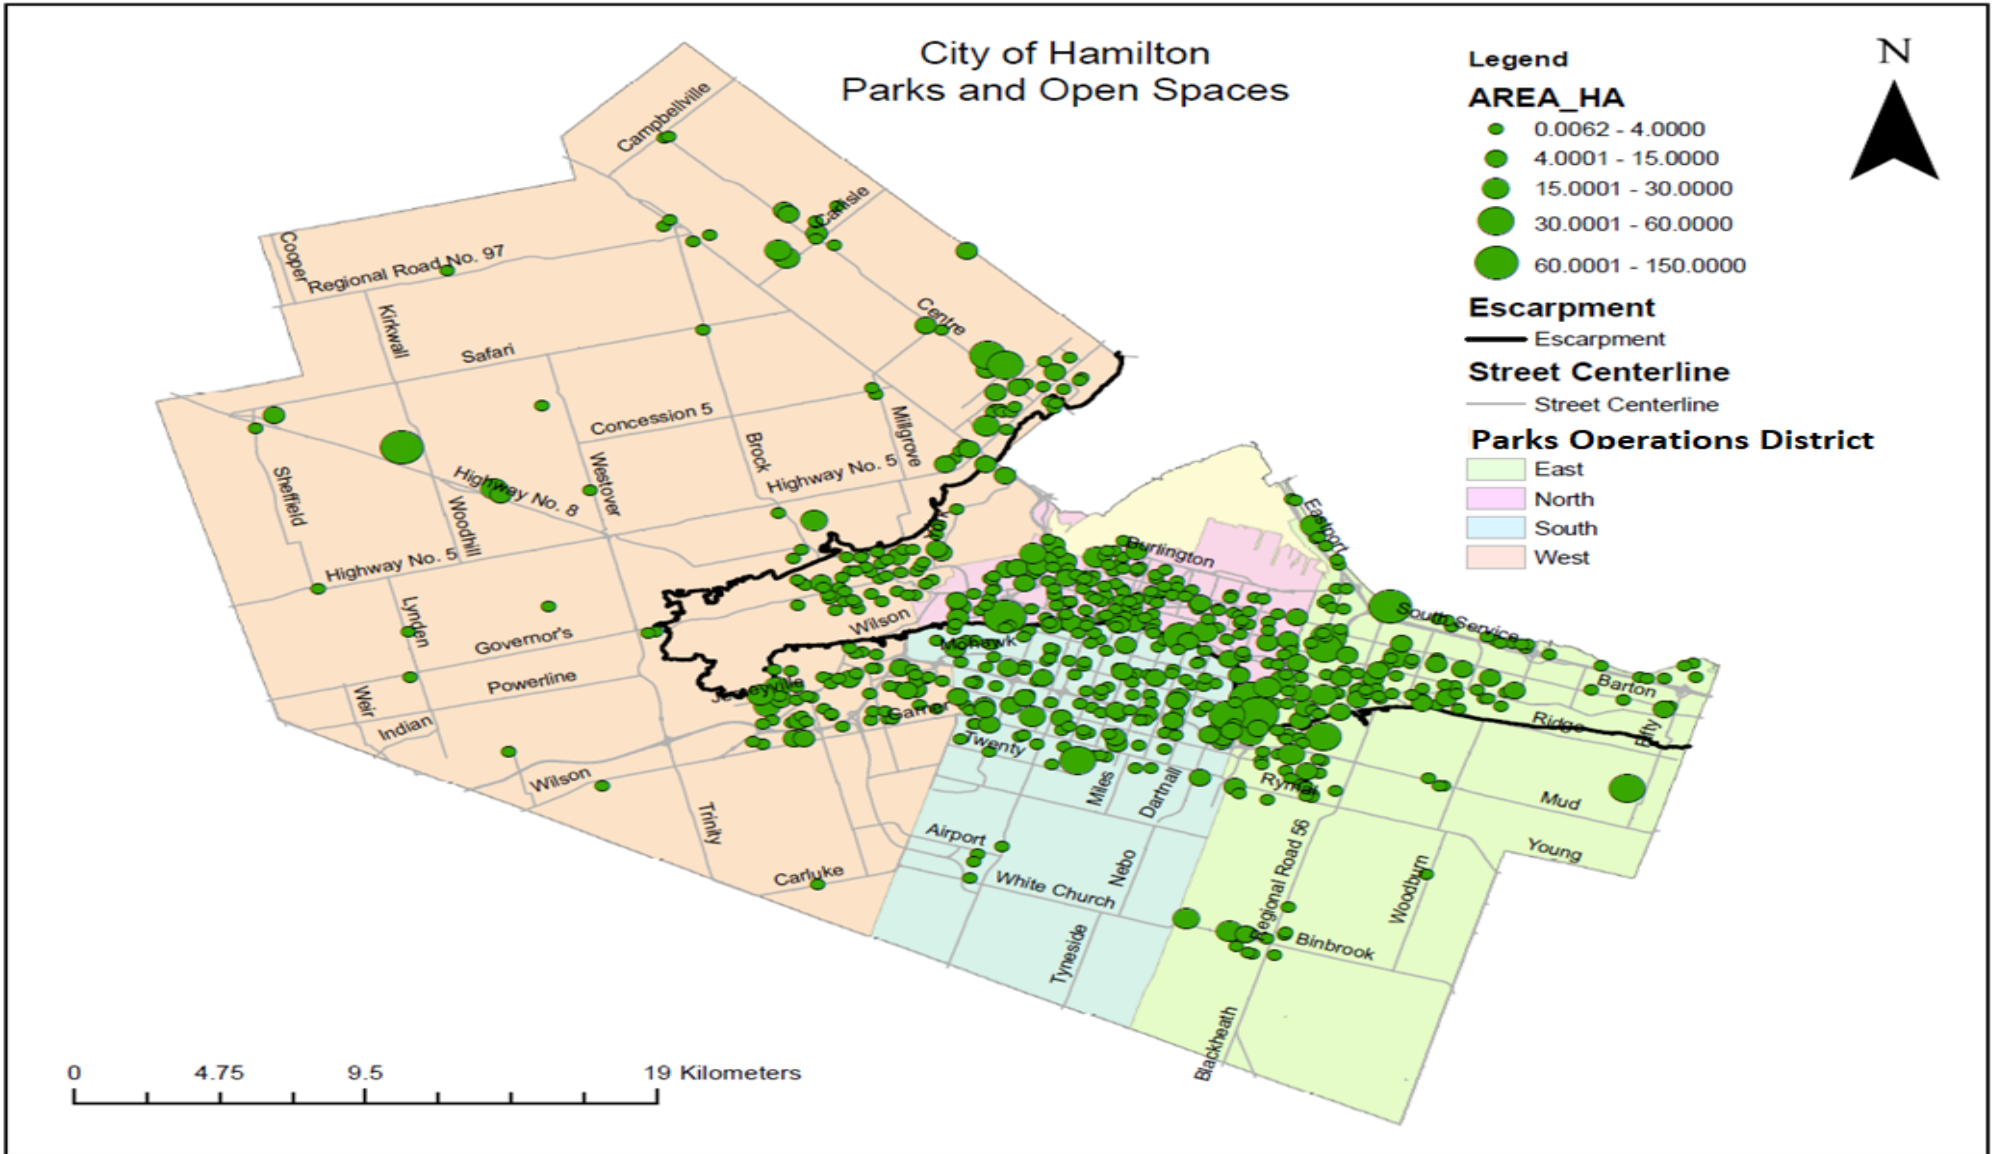 City of Hamilton
Parks and Open Spaces
Legend
AREA_HA
0.0062 - 4.0000
4.0001 - 15.0000
15.0001 - 30.0000
30.0001 - 60.0000
60.0001 - 150.0000
Escarpment
Escarpment
Street Centerline
Street Centerline
Parks Operations District
East
North
South
West
N
Campbellville
Carlisle
Cooper
Regional Road No. 97
Kirkwall
Centre
Safari
Concession 5
Millgrove
Brock
Highway No. 5
Sheffield
Highway No. 8
Westover
Woodhill
York
Eastport
Burlington
Highway No. 5
Lynden
Wilson
South Service
Governor's
Mohawk
Powerline
Jerseyville
Barton
Weir
Indian
Garner
Ridge
Fifty
Twenty
Wilson
Miles
Dartnall
Rymal
Mud
Trinity
Airport
Young
Carluke
White Church
Nebo
Regional Road 56
Woodburn
Binbrook
Tyneside
Blackheath
0 4.75 9.5 19 Kilometers